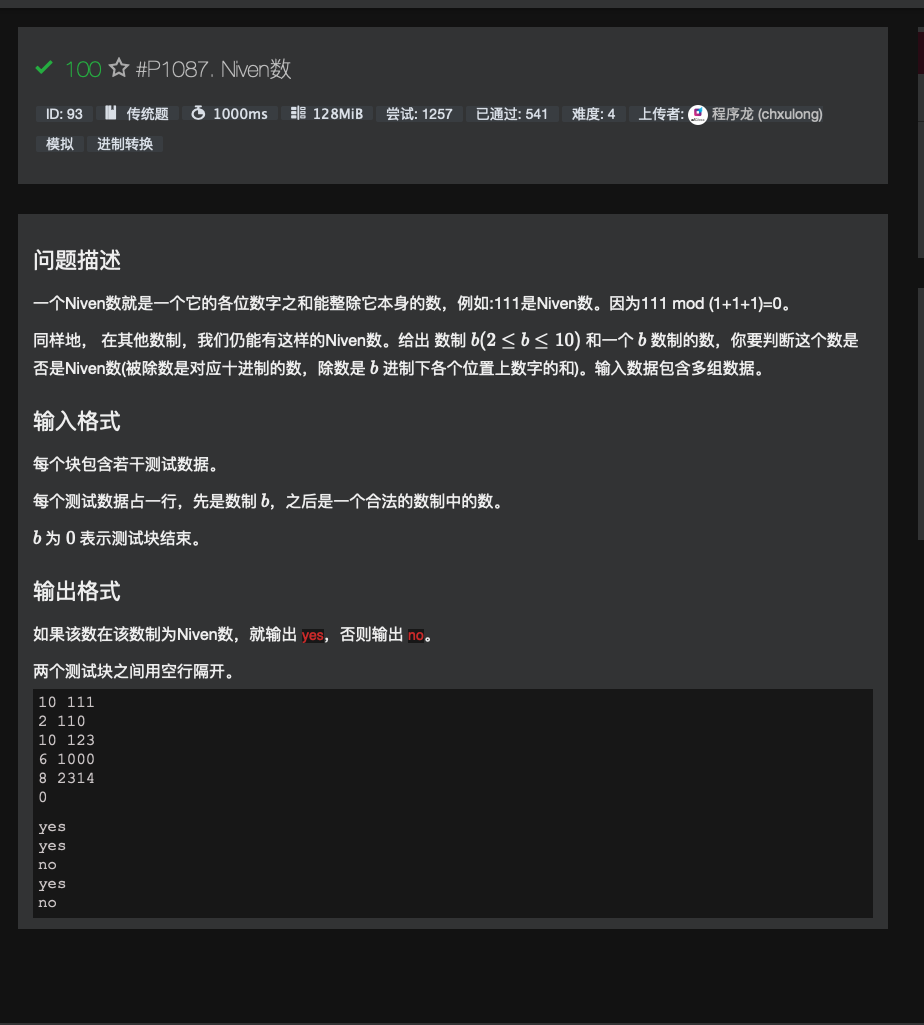 100 #P1087. Niven数
ID: 93 传统题 1000ms 128MiB 尝试: 1257 已通过: 541 难度: 4 上传者: 程序龙 (chxulong)
模拟 进制转换
问题描述
一个Niven数就是一个它的各位数字之和能整除它本身的数，例如:111是Niven数。因为111 mod (1+1+1)=0。
同样地， 在其他数制，我们仍能有这样的Niven数。给出 数制 b(2 ≤ b ≤ 10) 和一个 b 数制的数，你要判断这个数是
否是Niven数(被除数是对应十进制的数，除数是 b 进制下各个位置上数字的和)。输入数据包含多组数据。
输入格式
每个块包含若干测试数据。
每个测试数据占一行，先是数制 b，之后是一个合法的数制中的数。
b 为 0 表示测试块结束。
输出格式
如果该数在该数制为Niven数，就输出 yes，否则输出 no。
两个测试块之间用空行隔开。
10 111
2 110
10 123
6 1000
8 2314
0
yes
yes
no
yes
no